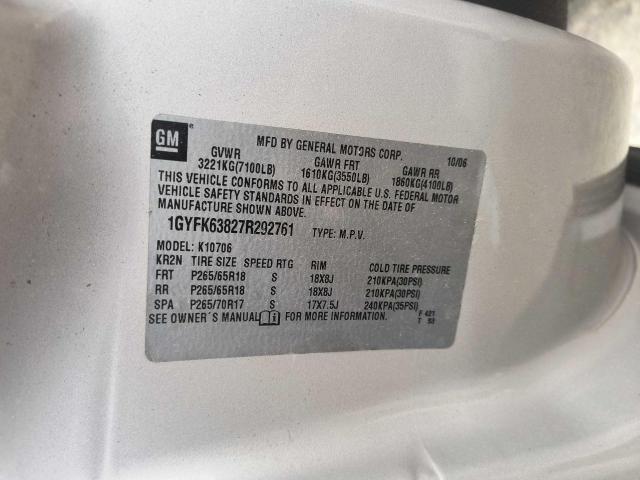 GM
MFD BY GENERAL MOTORS CORP. 10/06
GVWR GAWR FRT GAWR RR
3221KG(7100LB) 1610KG(3550LB) 1860KG(4100LB)
THIS VEHICLE CONFORMS TO ALL APPLICABLE U.S. FEDERAL MOTOR
VEHICLE SAFETY STANDARDS IN EFFECT ON THE DATE OF
MANUFACTURE SHOWN ABOVE.
1GYFK63827R292761 TYPE: M.P.V.
MODEL: K10706
KR2N TIRE SIZE SPEED RTG RIM COLD TIRE PRESSURE
FRT P265/65R18 S 18X8J 210KPA(30PSI)
RR P265/65R18 S 18X8J 210KPA(30PSI)
SPA P265/70R17 S 17X7.5J 240KPA(35PSI)
SEE OWNER'S MANUAL FOR MORE INFORMATION. F 421
T 53